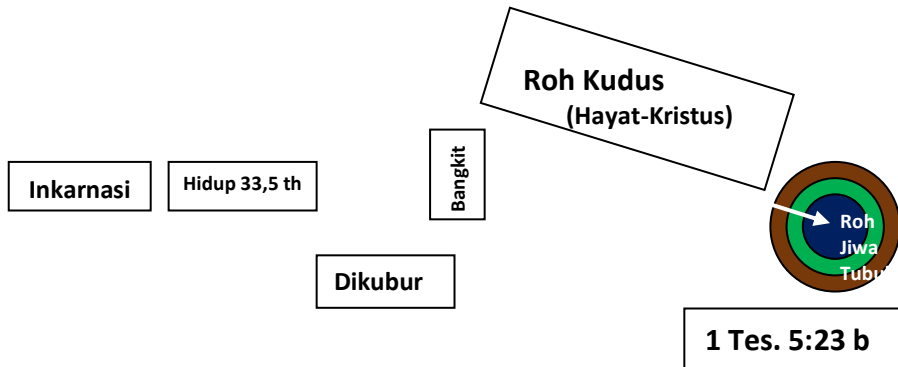 Inkarnasi
Hidup 33,5 th
Dikubur
Bangkit
Roh Kudus
(Hayat-Kristus)
Roh
Jiwa
1 Tes. 5:23 b